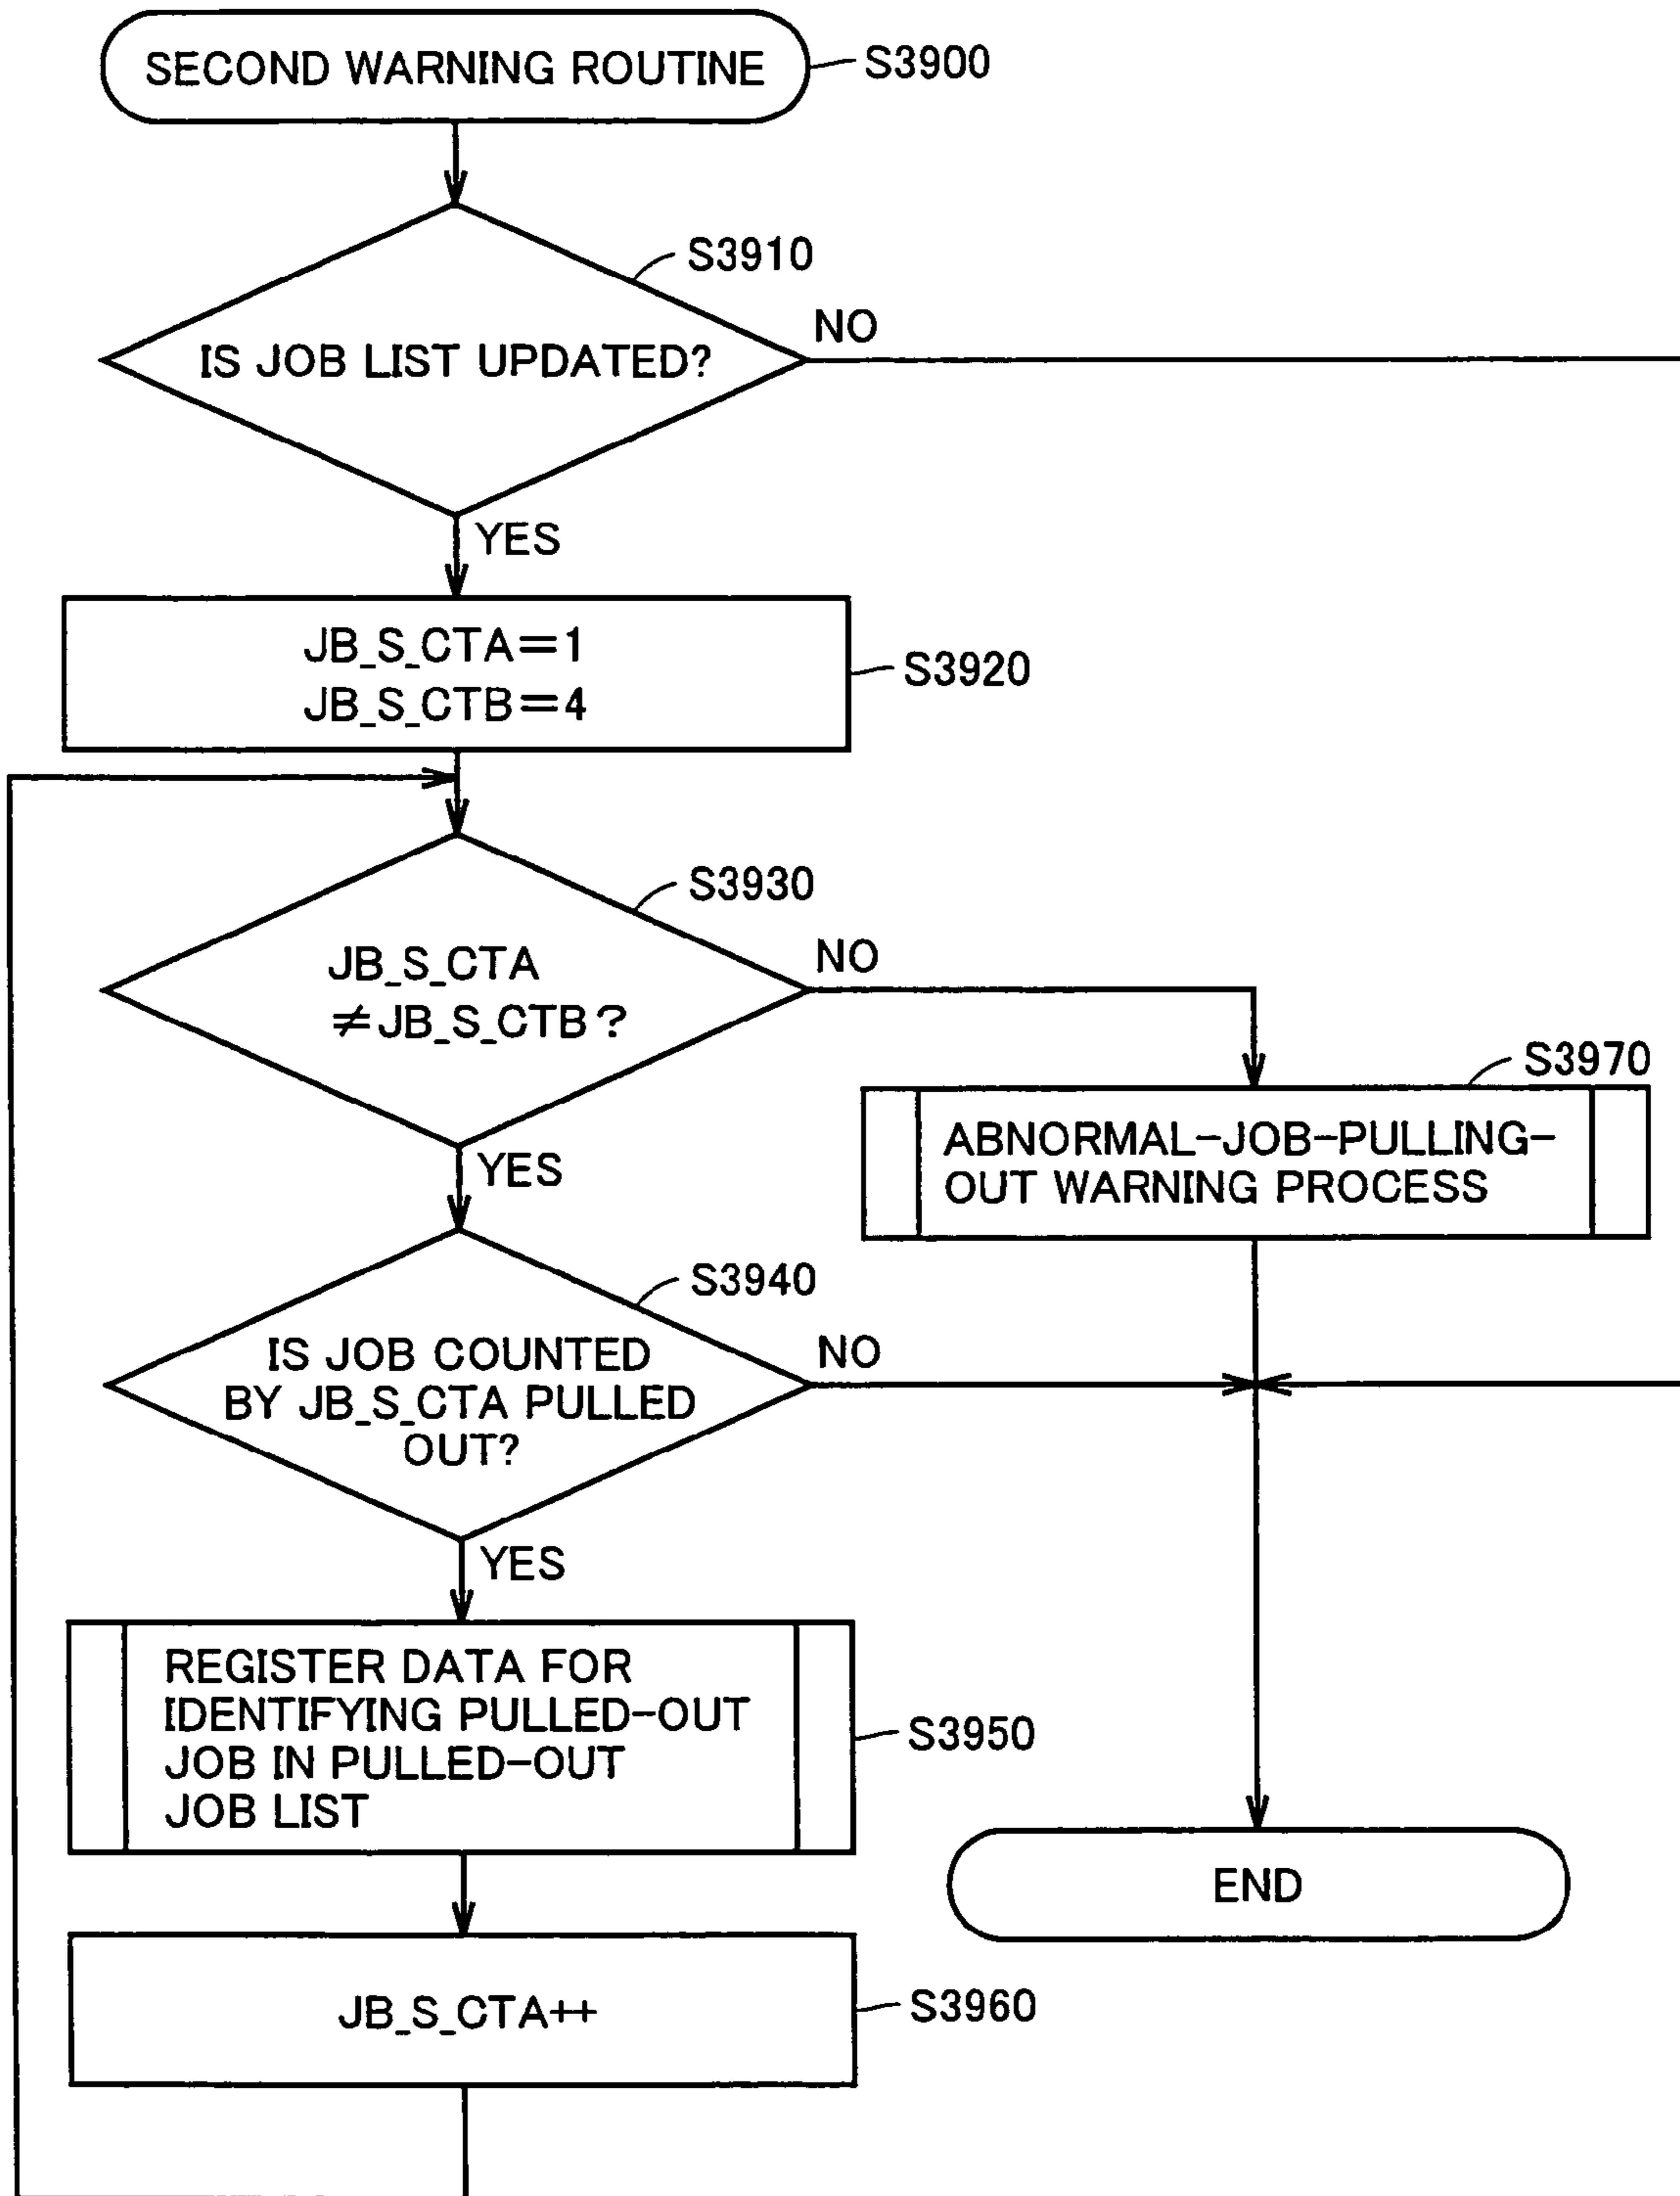 SECOND WARNING ROUTINE
S3900
S3910
NO
IS JOB LIST UPDATED?
YES
JB_S_CTA=1
JB_S_CTB=4
S3920
S3930
NO
JB_S_CTA
≠JB_S_CTB?
S3970
ABNORMAL-JOB-PULLING-
OUT WARNING PROCESS
YES
S3940
NO
IS JOB COUNTED
BY JB_S_CTA PULLED
OUT?
YES
REGISTER DATA FOR
IDENTIFYING PULLED-OUT
JOB IN PULLED-OUT
JOB LIST
S3950
END
JB_S_CTA++
S3960